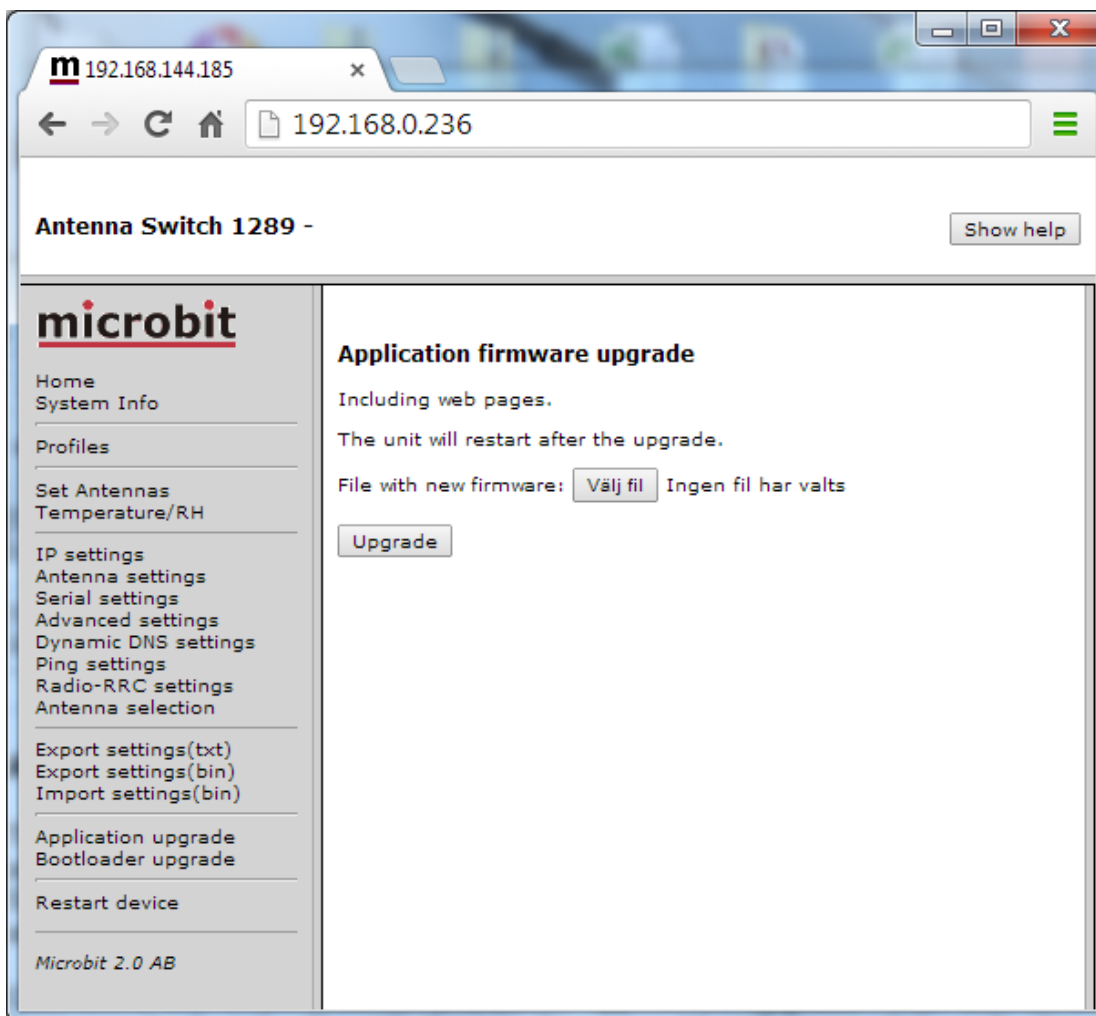 192.168.144.185
192.168.0.236
Antenna Switch 1289 -
Show help
microbit
Home
System Info
Profiles
Set Antennas
Temperature/RH
IP settings
Antenna settings
Serial settings
Advanced settings
Dynamic DNS settings
Ping settings
Radio-RRC settings
Antenna selection
Export settings(txt)
Export settings(bin)
Import settings(bin)
Application upgrade
Bootloader upgrade
Restart device
Microbit 2.0 AB
Application firmware upgrade
Including web pages.
The unit will restart after the upgrade.
File with new firmware: Välj fil Ingen fil har valts
Upgrade